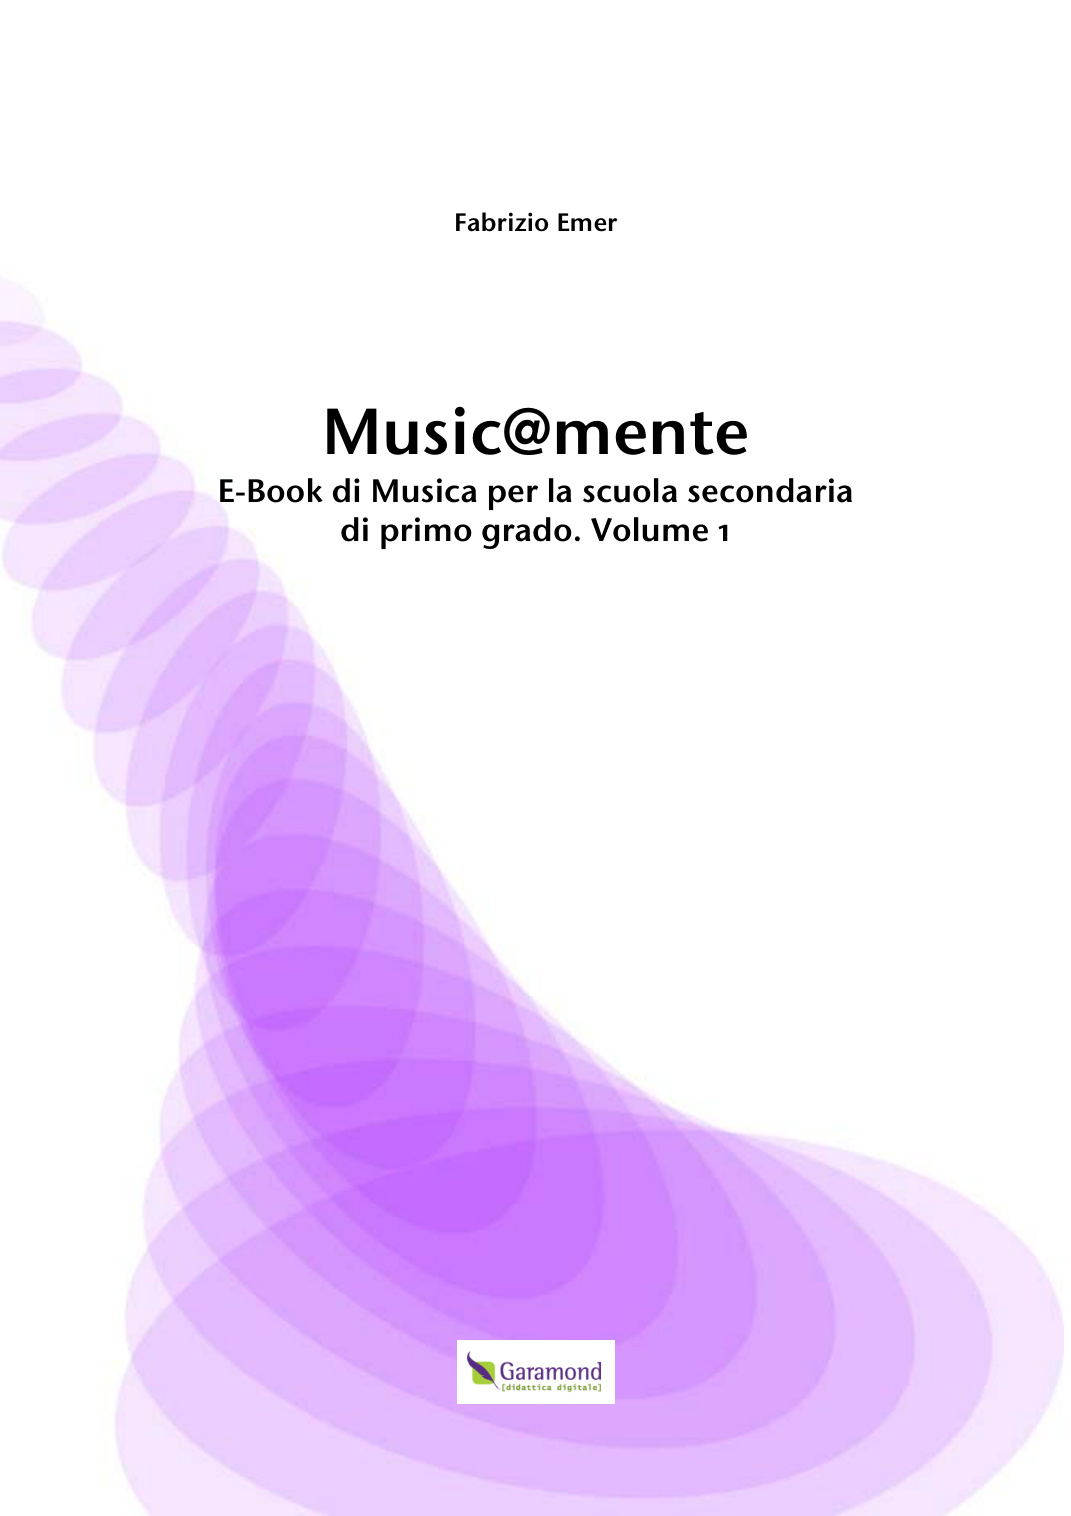 Fabrizio Emer
Music@mente
E-Book di Musica per la scuola secondaria
di primo grado. Volume 1
Garamond
[didattica digitale]